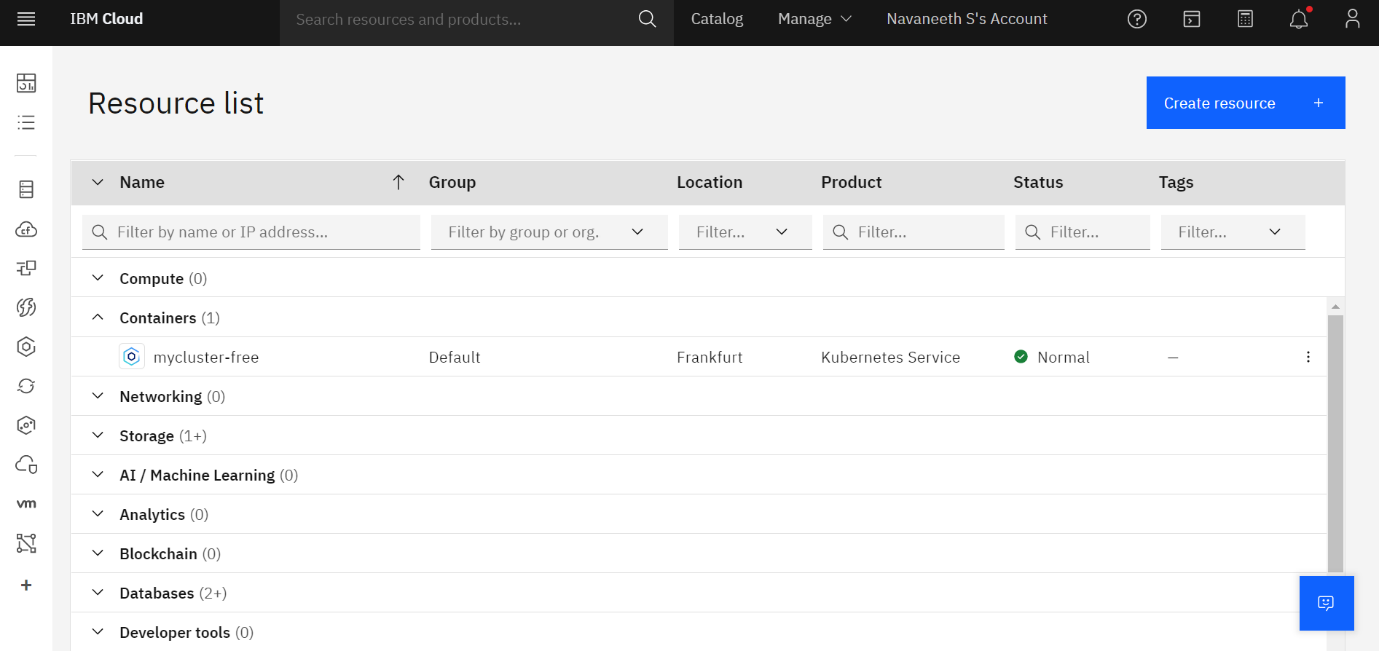 IBM Cloud Search resources and products... Catalog Manage Navaneeth S's Account
Resource list
Create resource +
Name Group Location Product Status Tags
Filter by name or IP address... Filter by group or org. Filter... Filter... Filter... Filter...
Compute (0)
Containers (1)
mycluster-free Default Frankfurt Kubernetes Service Normal —
Networking (0)
Storage (1+)
AI / Machine Learning (0)
Analytics (0)
Blockchain (0)
Databases (2+)
Developer tools (0)
cf
vm